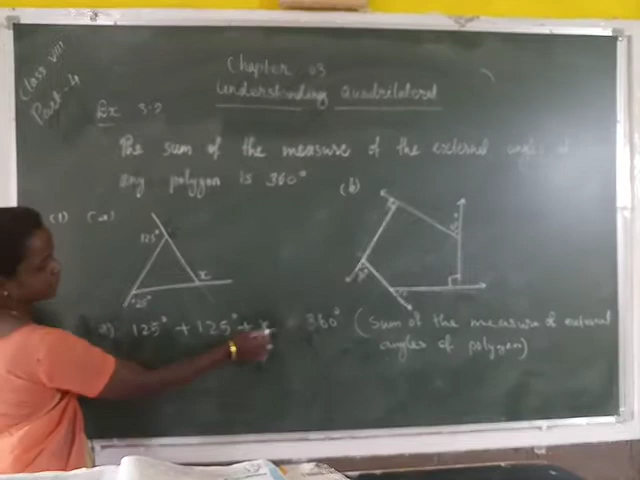 Class VIII
Part-4
Chapter 03
Understanding Quadrilateral
Ex 3.2
The sum of the measure of the external angles of
any polygon is 360°
(1) (a)
(b)
125°
x
125°
a) 125° + 125° + x 360° (Sum of the measure of external
angles of polygon)